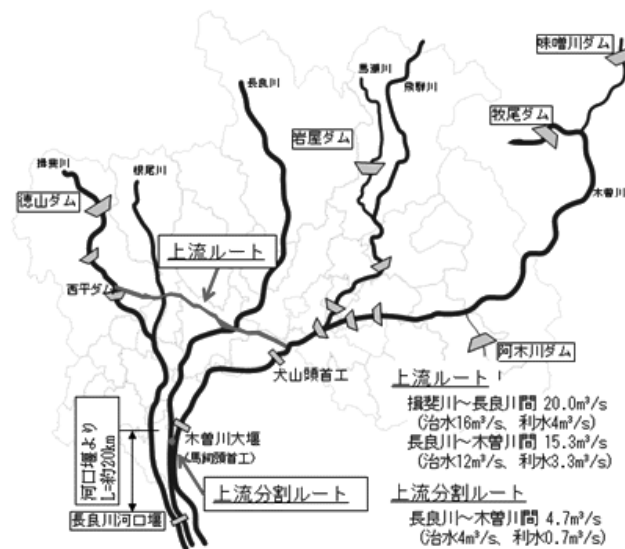 味噌川ダム
長良川
馬瀬川
飛騨川
牧尾ダム
岩屋ダム
揖斐川
根尾川
木曽川
徳山ダム
上流ルート
西平ダム
阿木川ダム
犬山頭首工
上流ルート
揖斐川～長良川間 20.0m³/s
(治水16m³/s、利水4m³/s)
長良川～木曽川間 15.3m³/s
(治水12m³/s、利水3.3m³/s)
河口堰より
L=約20km
木曽川大堰
(馬飼頭首工)
上流分割ルート
長良川河口堰
上流分割ルート
長良川～木曽川間 4.7m³/s
(治水4m³/s、利水0.7m³/s)